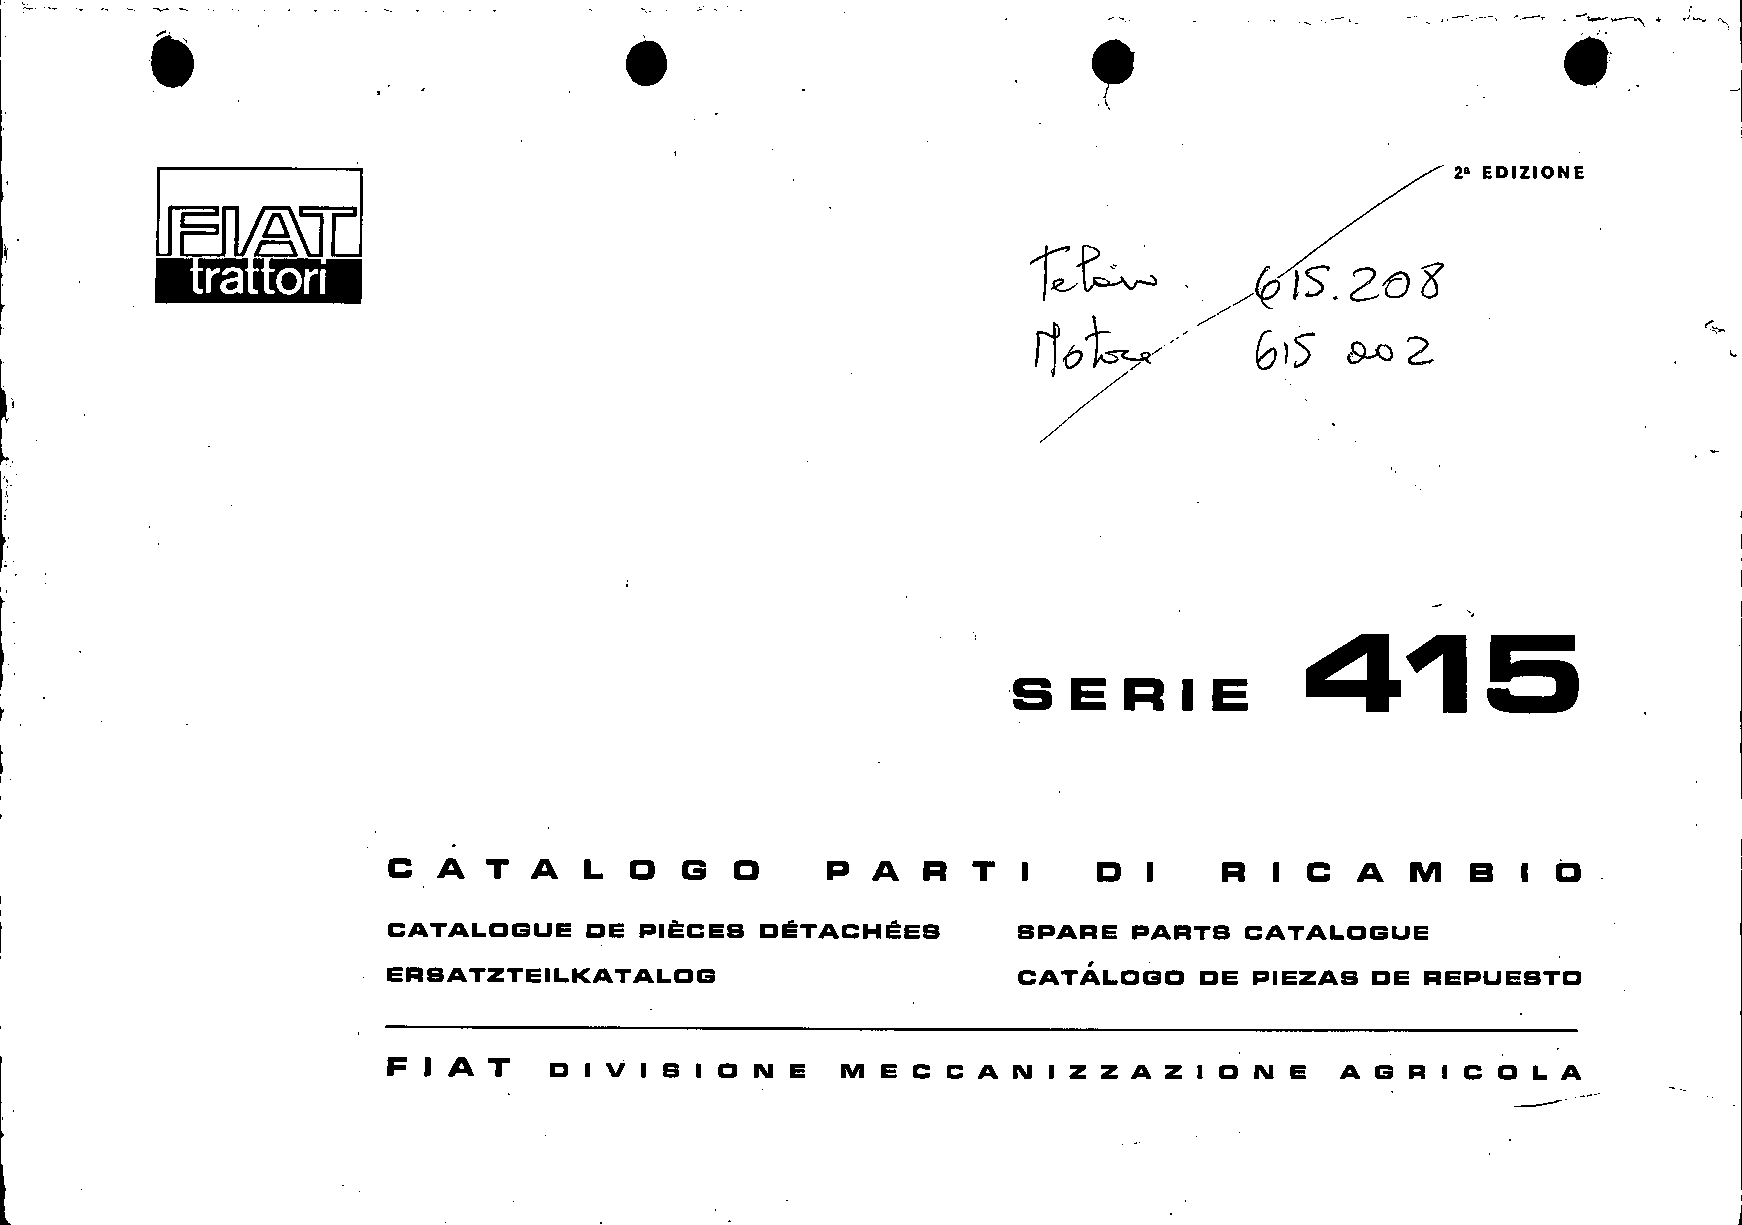 FIAT
trattori
2ª EDIZIONE
Telaio 615.208
Motore 615 002
SERIE 415
CATALOGO PARTI DI RICAMBIO
CATALOGUE DE PIÈCES DÉTACHÉES
SPARE PARTS CATALOGUE
ERSATZTEILKATALOG
CATÁLOGO DE PIEZAS DE REPUESTO
FIAT DIVISIONE MECCANIZZAZIONE AGRICOLA